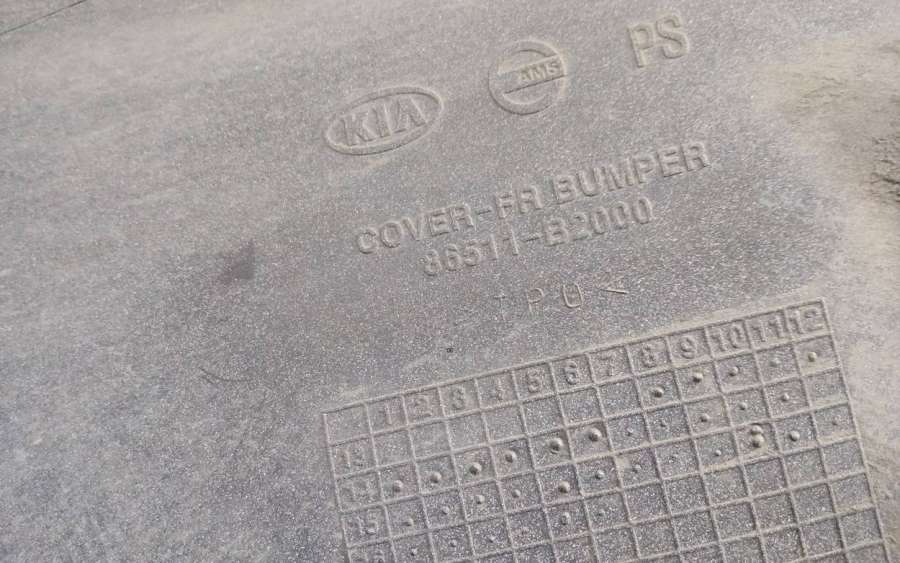 KIA AMS PS
COVER-FR BUMPER
86511-B2000
TPU<
1 2 3 4 5 6 7 8 9 10 11 12
13
14
15